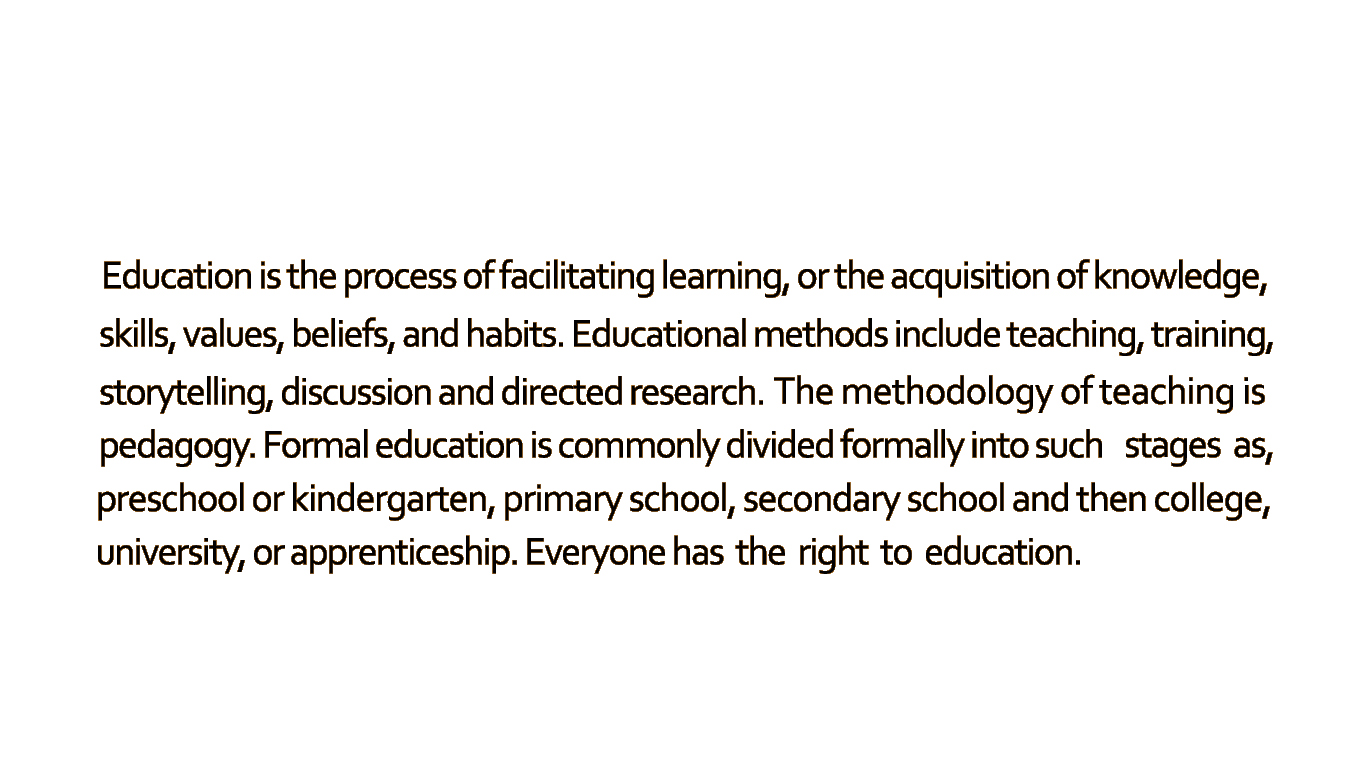 Education is the process of facilitating learning, or the acquisition of knowledge,
skills, values, beliefs, and habits. Educational methods include teaching, training,
storytelling, discussion and directed research. The methodology of teaching is
pedagogy. Formal education is commonly divided formally into such stages as,
preschool or kindergarten, primary school, secondary school and then college,
university, or apprenticeship. Everyone has the right to education.